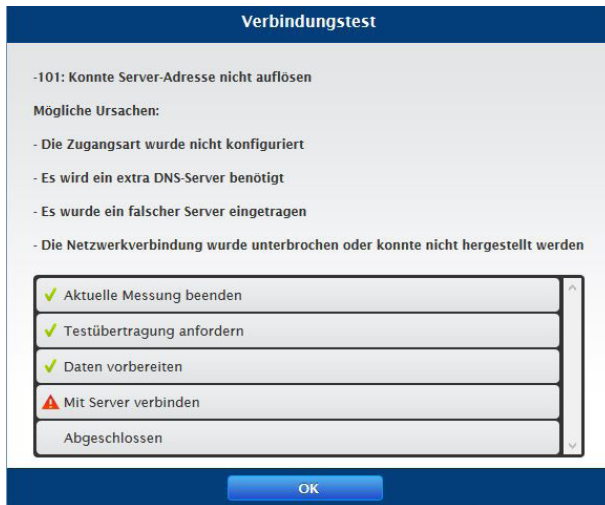 Verbindungstest
-101: Konnte Server-Adresse nicht auflösen
Mögliche Ursachen:
- Die Zugangsart wurde nicht konfiguriert
- Es wird ein extra DNS-Server benötigt
- Es wurde ein falscher Server eingetragen
- Die Netzwerkverbindung wurde unterbrochen oder konnte nicht hergestellt werden
Aktuelle Messung beenden
Testübertragung anfordern
Daten vorbereiten
Mit Server verbinden
Abgeschlossen
OK